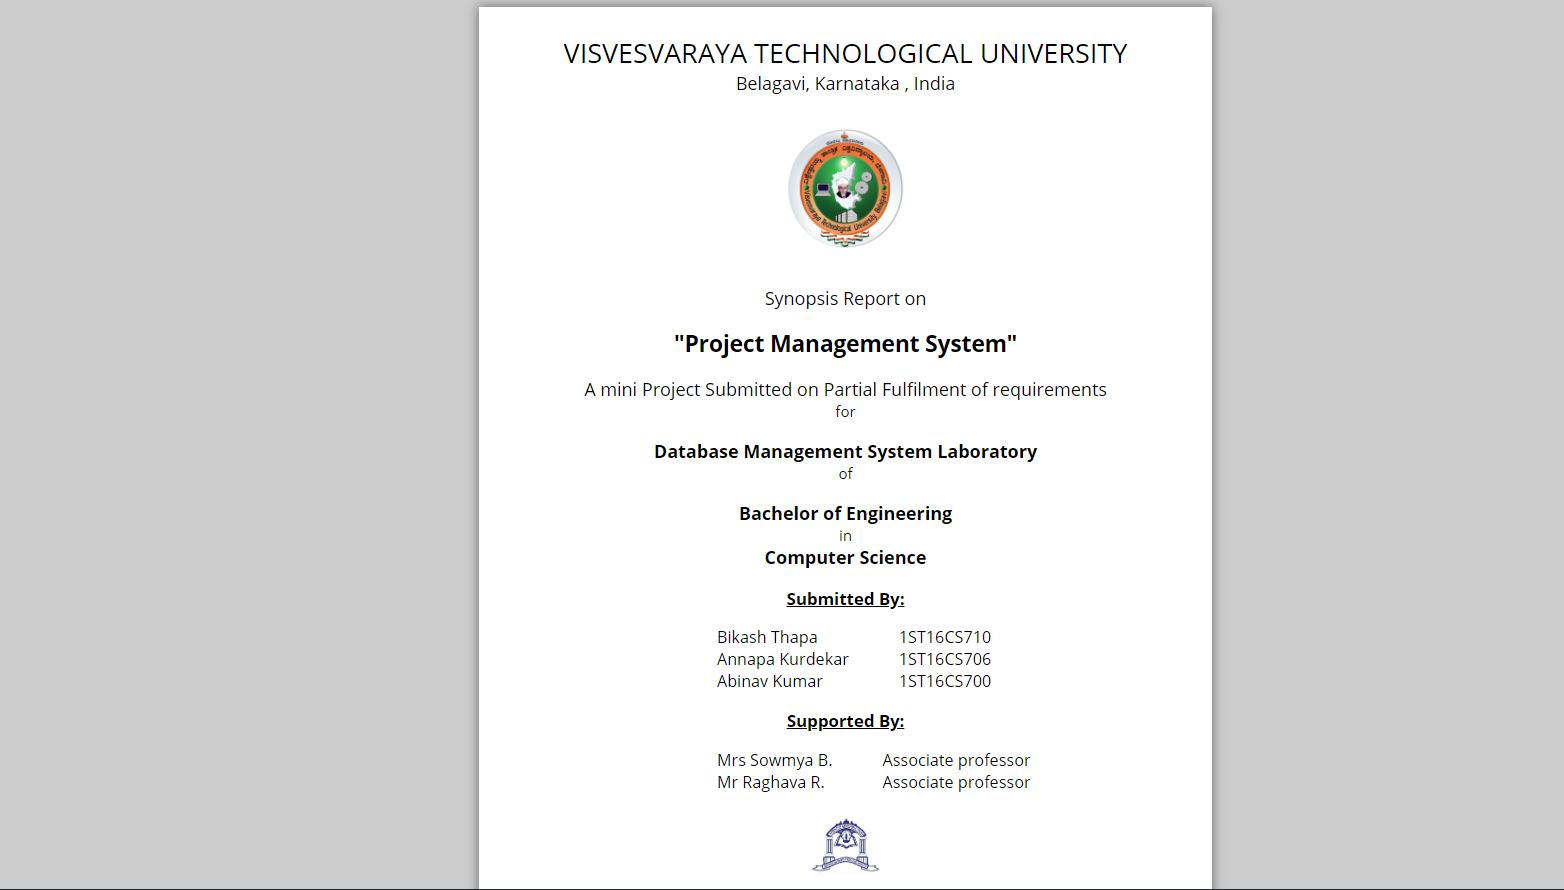 VISVESVARAYA TECHNOLOGICAL UNIVERSITY
Belagavi, Karnataka , India
Synopsis Report on
"Project Management System"
A mini Project Submitted on Partial Fulfilment of requirements
for
Database Management System Laboratory
of
Bachelor of Engineering
in
Computer Science
Submitted By:
Bikash Thapa 1ST16CS710
Annapa Kurdekar 1ST16CS706
Abinav Kumar 1ST16CS700
Supported By:
Mrs Sowmya B. Associate professor
Mr Raghava R. Associate professor